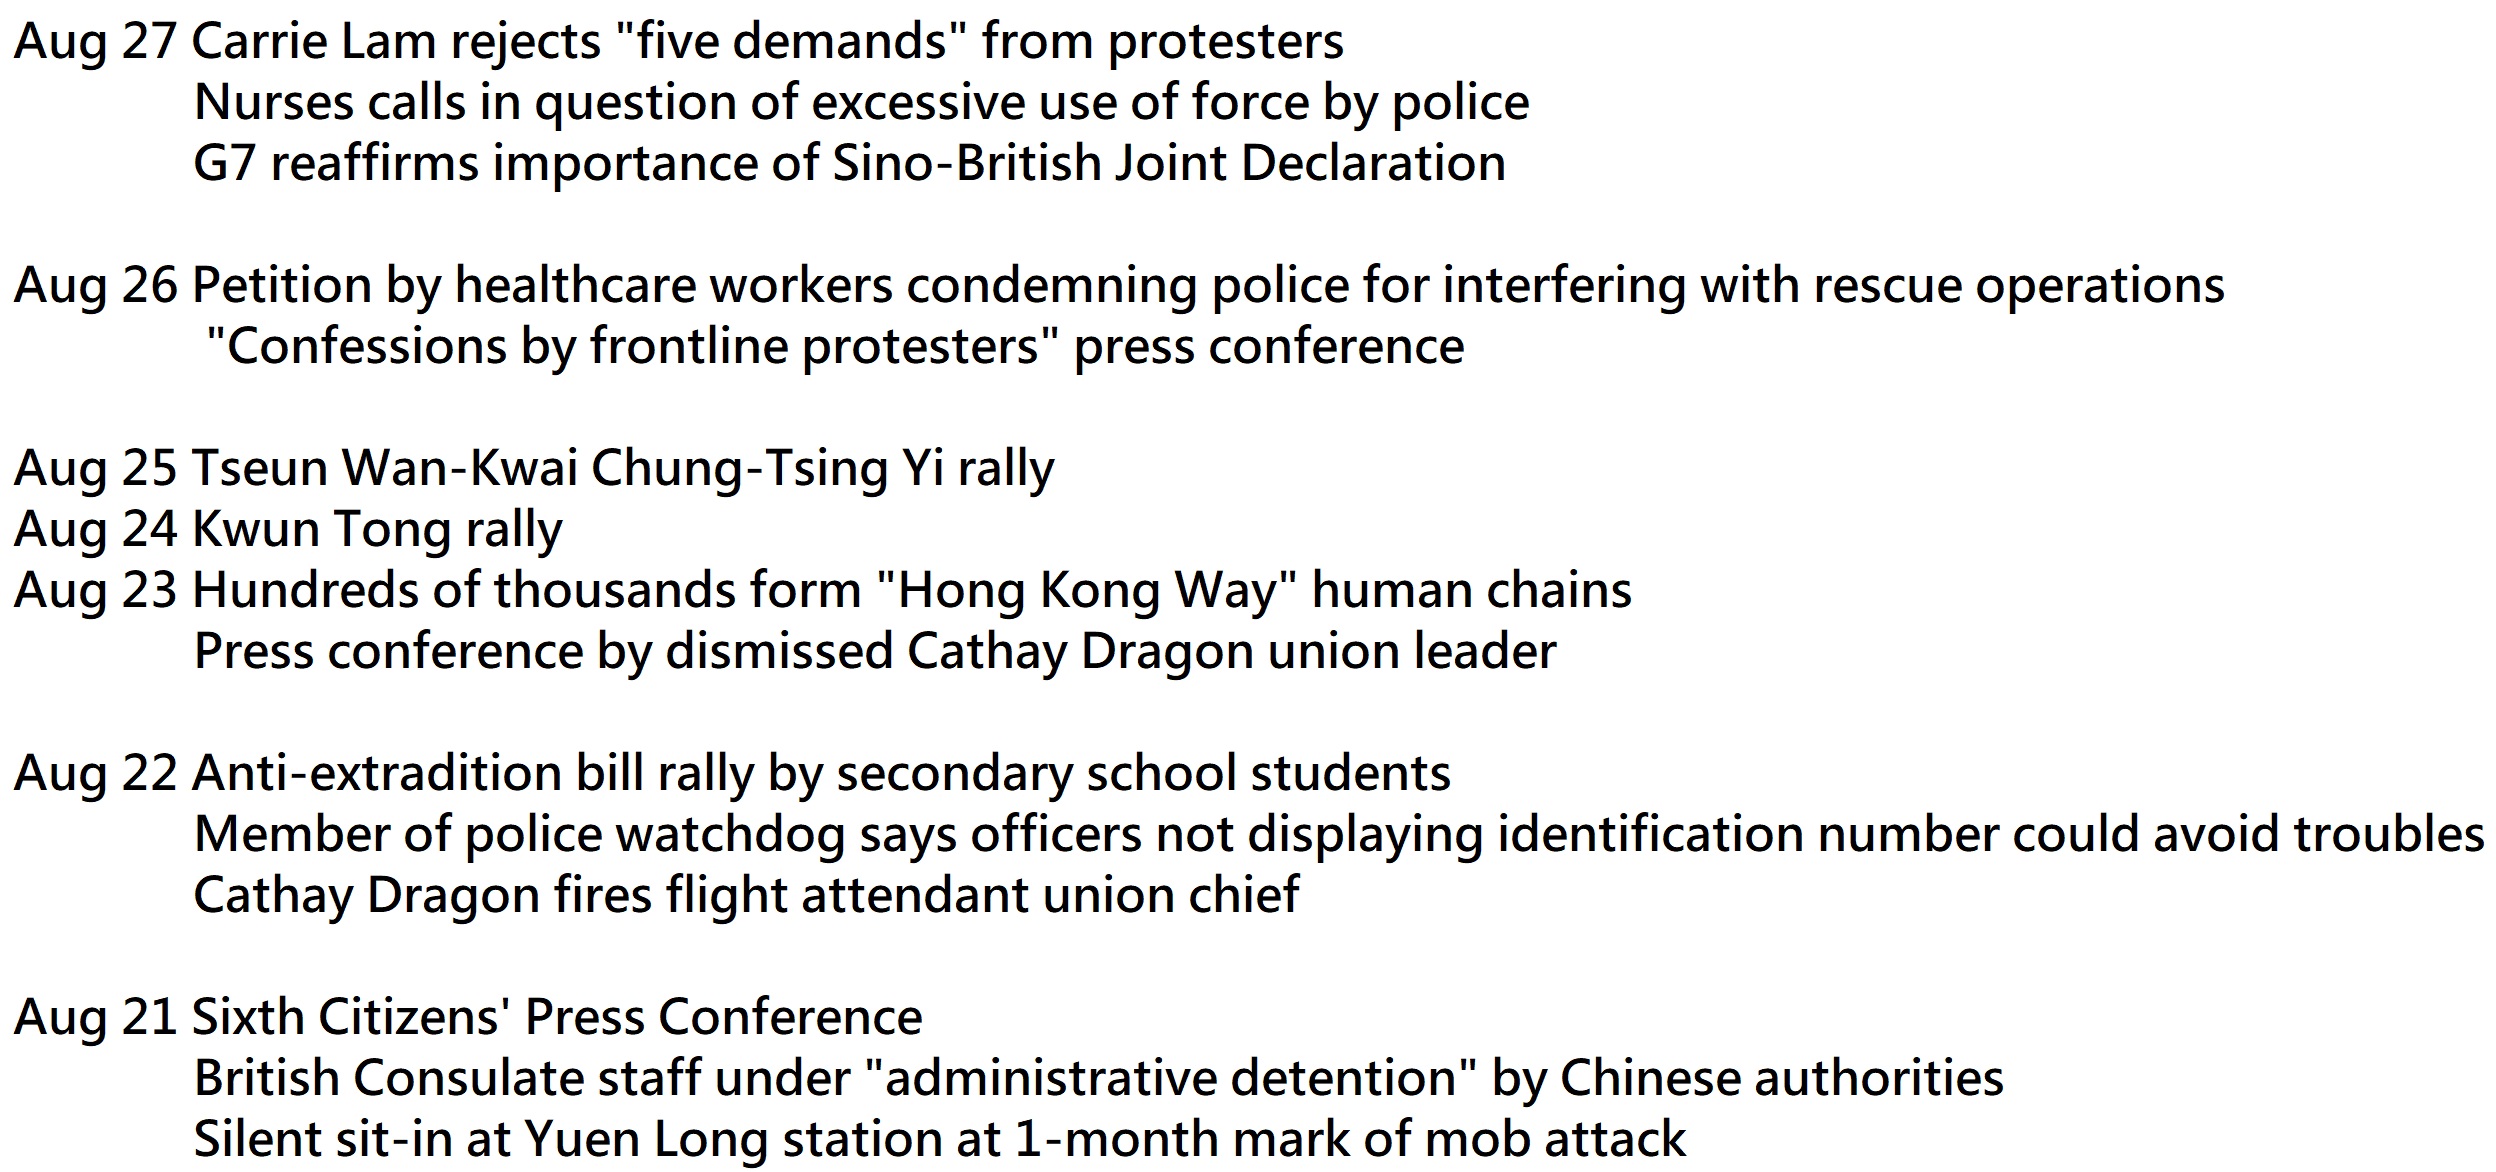 Aug 27 Carrie Lam rejects "five demands" from protesters
Nurses calls in question of excessive use of force by police
G7 reaffirms importance of Sino-British Joint Declaration
Aug 26 Petition by healthcare workers condemning police for interfering with rescue operations
"Confessions by frontline protesters" press conference
Aug 25 Tseun Wan-Kwai Chung-Tsing Yi rally
Aug 24 Kwun Tong rally
Aug 23 Hundreds of thousands form "Hong Kong Way" human chains
Press conference by dismissed Cathay Dragon union leader
Aug 22 Anti-extradition bill rally by secondary school students
Member of police watchdog says officers not displaying identification number could avoid troubles
Cathay Dragon fires flight attendant union chief
Aug 21 Sixth Citizens' Press Conference
British Consulate staff under "administrative detention" by Chinese authorities
Silent sit-in at Yuen Long station at 1-month mark of mob attack